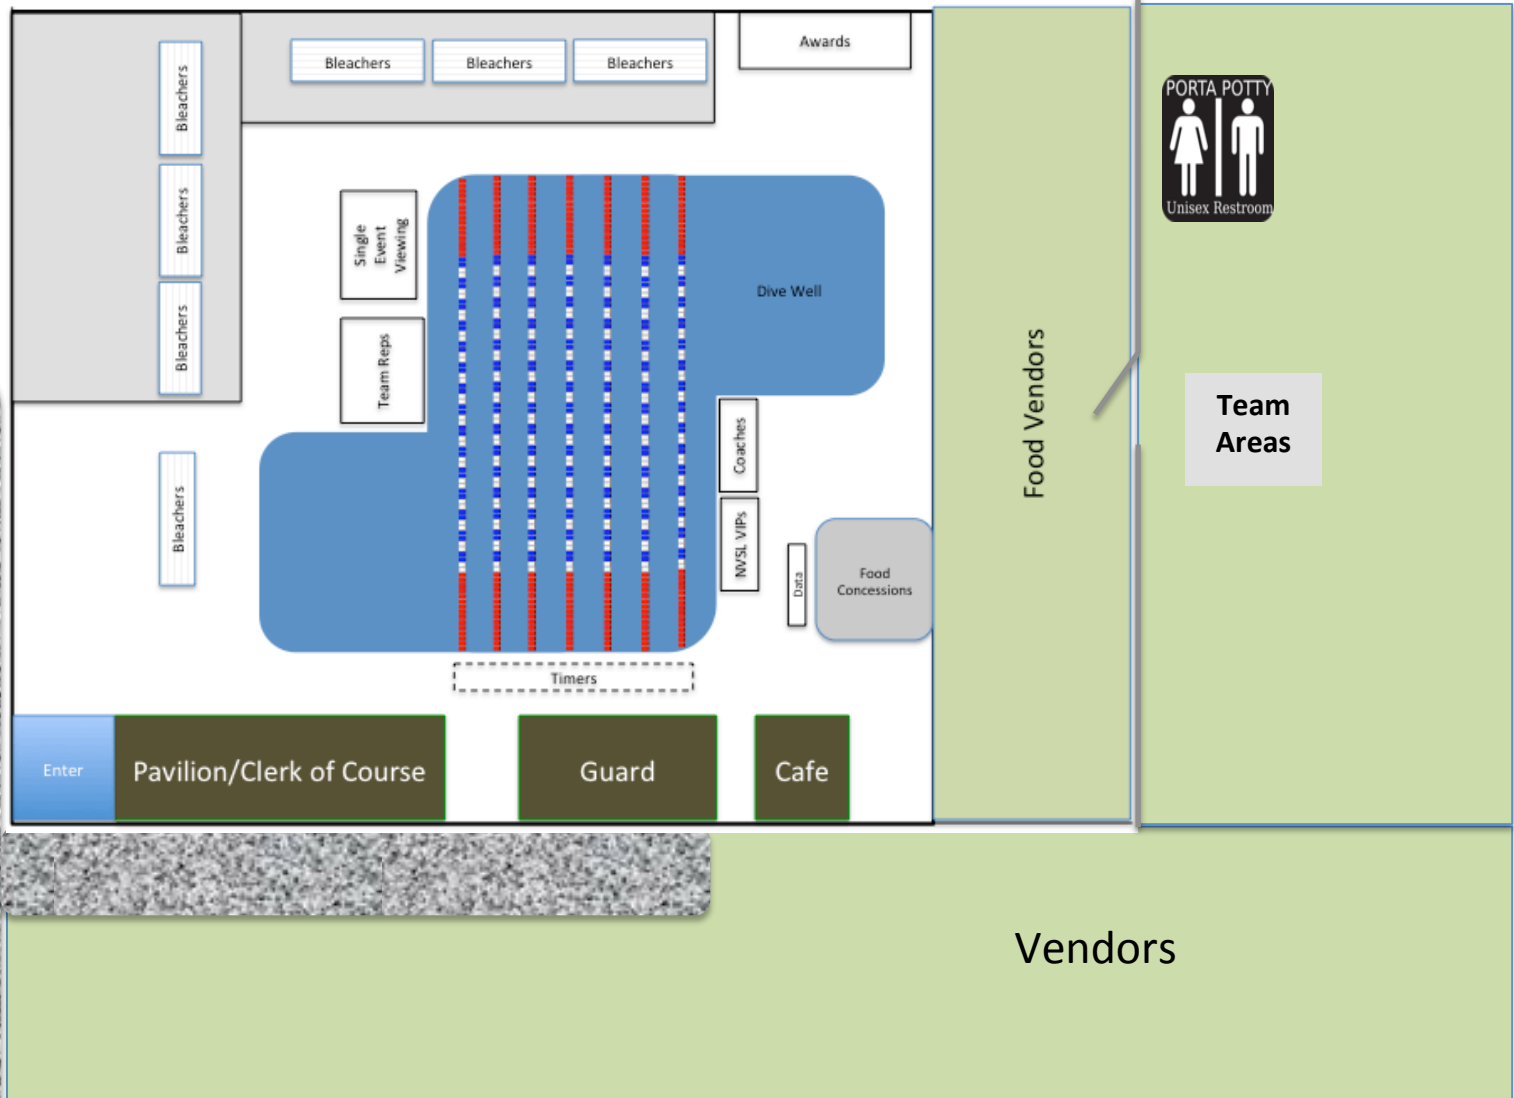 Bleachers
Bleachers
Bleachers
Awards
Bleachers
Bleachers
Bleachers
Bleachers
Single
Event
Viewing
Team Reps
Dive Well
Coaches
NVSL VIPs
Data
Food
Concessions
Timers
Enter
Pavilion/Clerk of Course
Guard
Cafe
Food Vendors
PORTA POTTY
Unisex Restroom
Team
Areas
Vendors